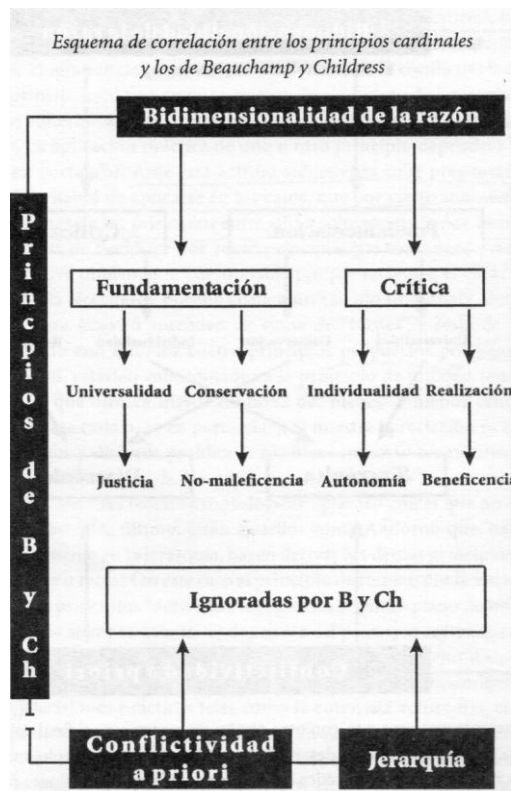 Esquema de correlación entre los principios cardinales
y los de Beauchamp y Childress
Bidimensionalidad de la razón
Princpios de B y Ch
Fundamentación
Crítica
Universalidad Conservación Individualidad Realización
Justicia No-maleficencia Autonomía Beneficencia
Ignoradas por B y Ch
Conflictividad
a priori
Jerarquía